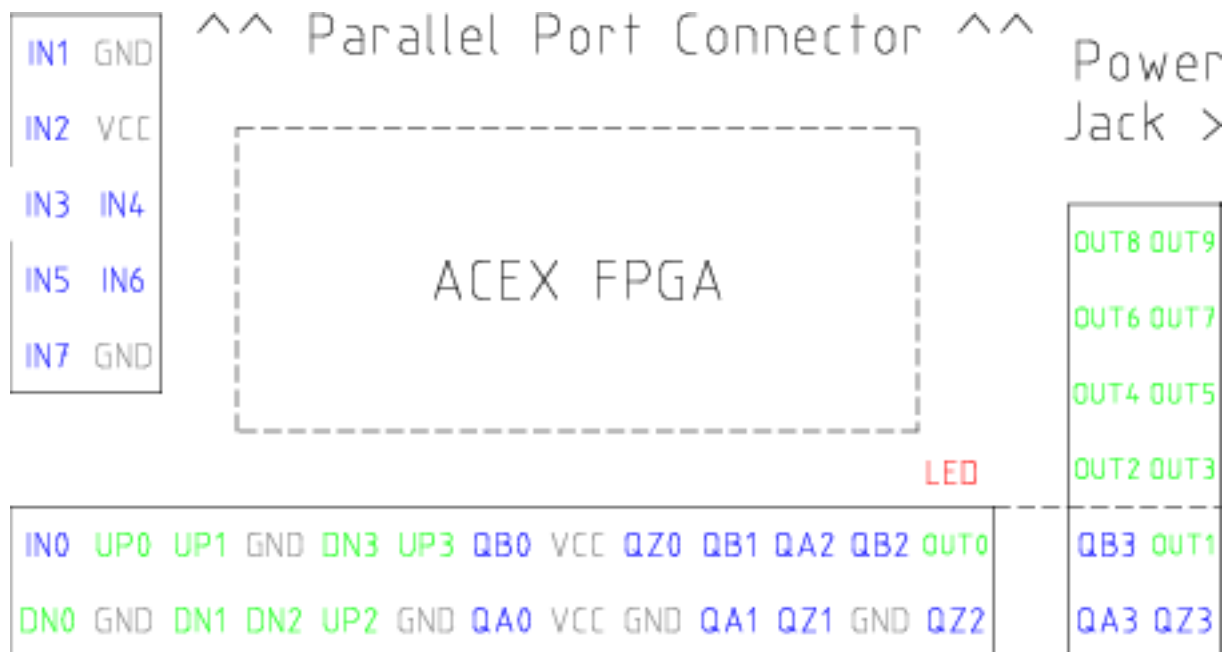 ^^ Parallel Port Connector ^^
Power
Jack >
IN1 GND
IN2 VCC
IN3 IN4
IN5 IN6
IN7 GND
ACEX FPGA
OUT8 OUT9
OUT6 OUT7
OUT4 OUT5
OUT2 OUT3
LED
IN0 UP0 UP1 GND DN3 UP3 QB0 VCC QZ0 QB1 QA2 QB2 OUT0
DN0 GND DN1 DN2 UP2 GND QA0 VCC GND QA1 QZ1 GND QZ2
QB3 OUT1
QA3 QZ3